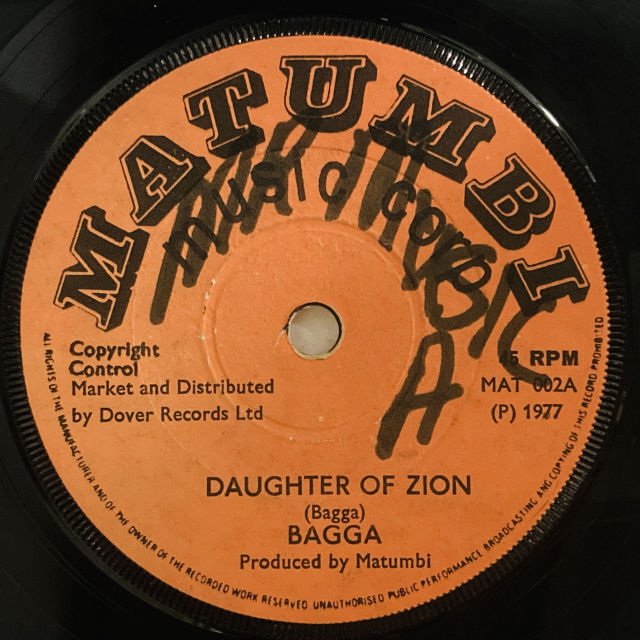 MATUMBI
music corp
A
Copyright
Control
Market and Distributed
by Dover Records Ltd
45 RPM
MAT 002A
(P) 1977
DAUGHTER OF ZION
(Bagga)
BAGGA
Produced by Matumbi
ALL RIGHTS OF THE MANUFACTURER AND OF THE OWNER OF THE RECORDED WORK RESERVED UNAUTHORISED PUBLIC PERFORMANCE BROADCASTING AND COPYING OF THIS RECORD PROHIBITED